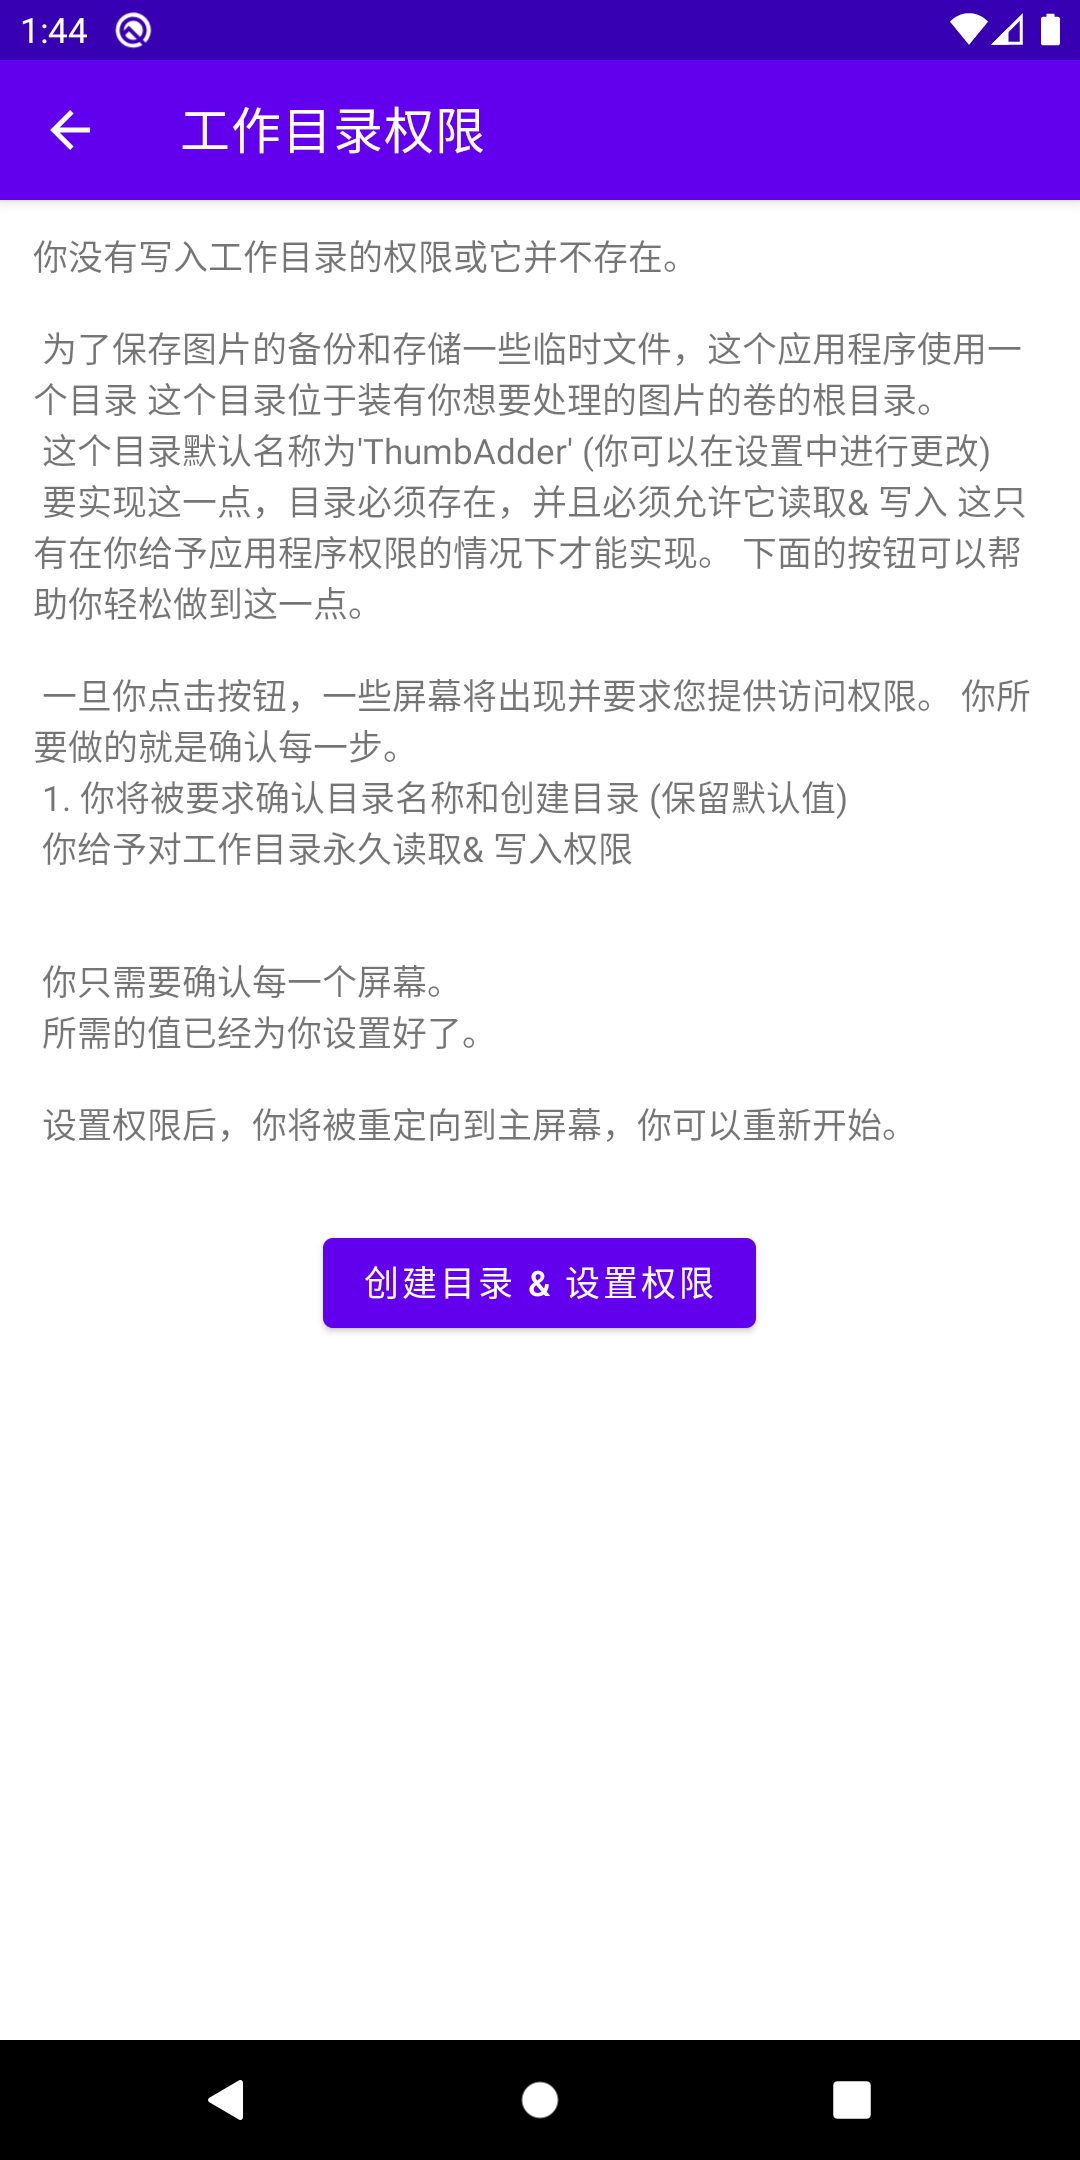 1:44
工作目录权限
你没有写入工作目录的权限或它并不存在。
为了保存图片的备份和存储一些临时文件，这个应用程序使用一
个目录 这个目录位于装有你想要处理的图片的卷的根目录。
这个目录默认名称为'ThumbAdder' (你可以在设置中进行更改)
要实现这一点，目录必须存在，并且必须允许它读取& 写入 这只
有在你给予应用程序权限的情况下才能实现。 下面的按钮可以帮
助你轻松做到这一点。
一旦你点击按钮，一些屏幕将出现并要求您提供访问权限。 你所
要做的就是确认每一步。
1. 你将被要求确认目录名称和创建目录 (保留默认值)
你给予对工作目录永久读取& 写入权限
你只需要确认每一个屏幕。
所需的值已经为你设置好了。
设置权限后，你将被重定向到主屏幕，你可以重新开始。
创建目录 & 设置权限